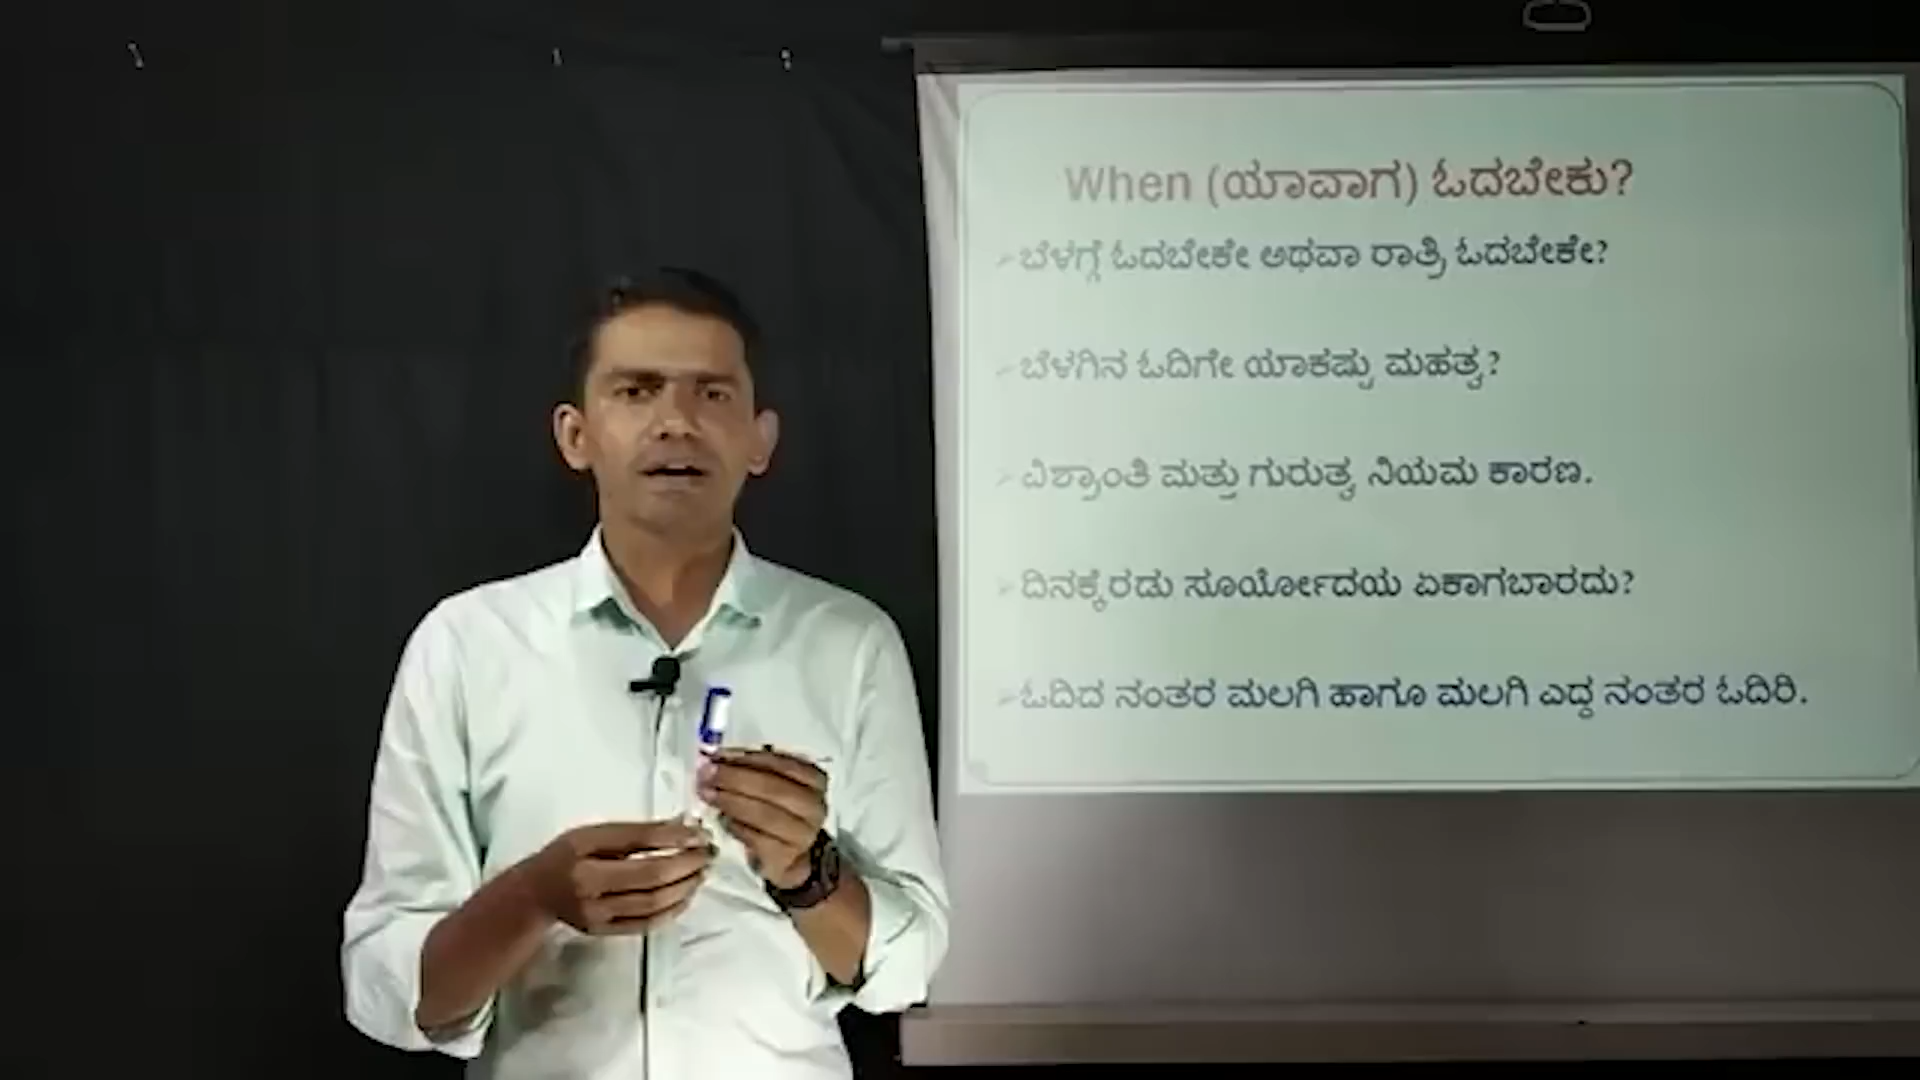 When (ಯಾವಾಗ) ಓದಬೇಕು?
➢ಬೆಳಗ್ಗೆ ಓದಬೇಕೇ ಅಥವಾ ರಾತ್ರಿ ಓದಬೇಕೇ?
➢ಬೆಳಗಿನ ಓದಿಗೇ ಯಾಕಷ್ಟು ಮಹತ್ವ?
➢ವಿಶ್ರಾಂತಿ ಮತ್ತು ಗುರುತ್ವ ನಿಯಮ ಕಾರಣ.
➢ದಿನಕ್ಕೆರಡು ಸೂರ್ಯೋದಯ ಏಕಾಗಬಾರದು?
➢ಓದಿದ ನಂತರ ಮಲಗಿ ಹಾಗೂ ಮಲಗಿ ಎದ್ದ ನಂತರ ಓದಿರಿ.